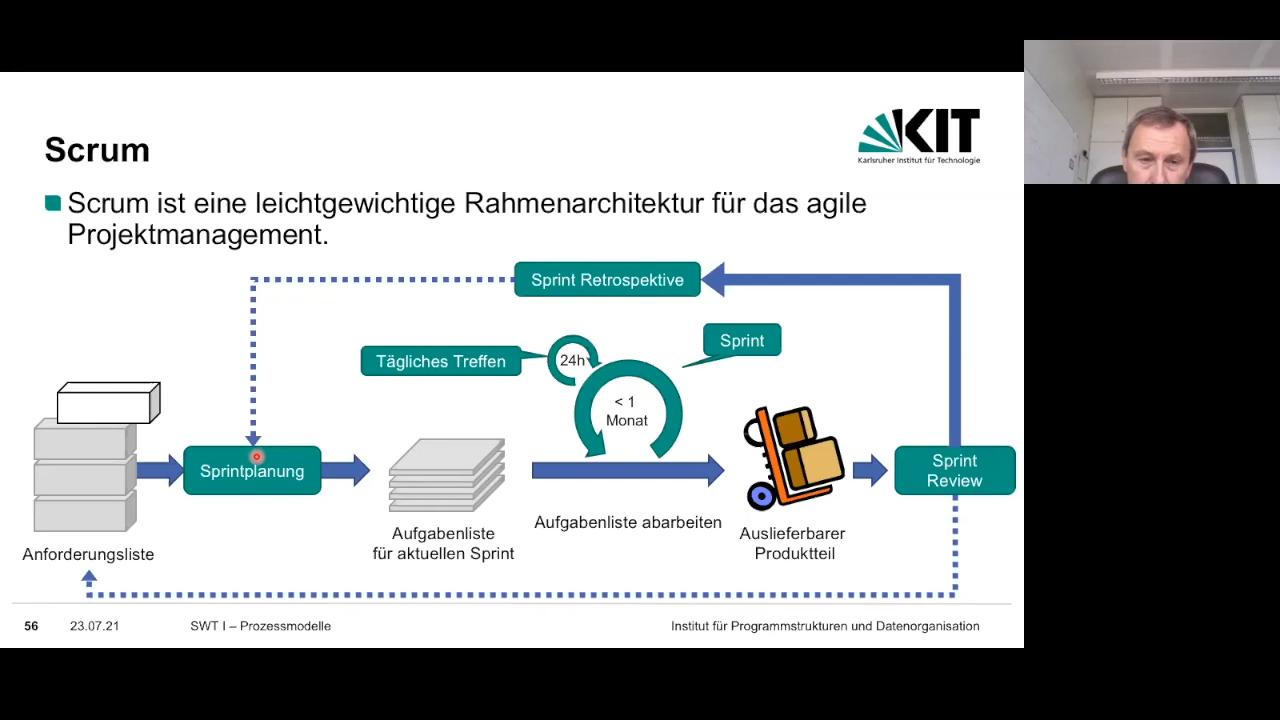 Scrum
KIT
Karlsruher Institut für Technologie
Scrum ist eine leichtgewichtige Rahmenarchitektur für das agile
Projektmanagement.
Sprint Retrospektive
Sprint
Tägliches Treffen
24h
< 1
Monat
Sprintplanung
Sprint
Review
Aufgabenliste abarbeiten
Aufgabenliste
für aktuellen Sprint
Auslieferbarer
Produktteil
Anforderungsliste
56
23.07.21
SWT I – Prozessmodelle
Institut für Programmstrukturen und Datenorganisation